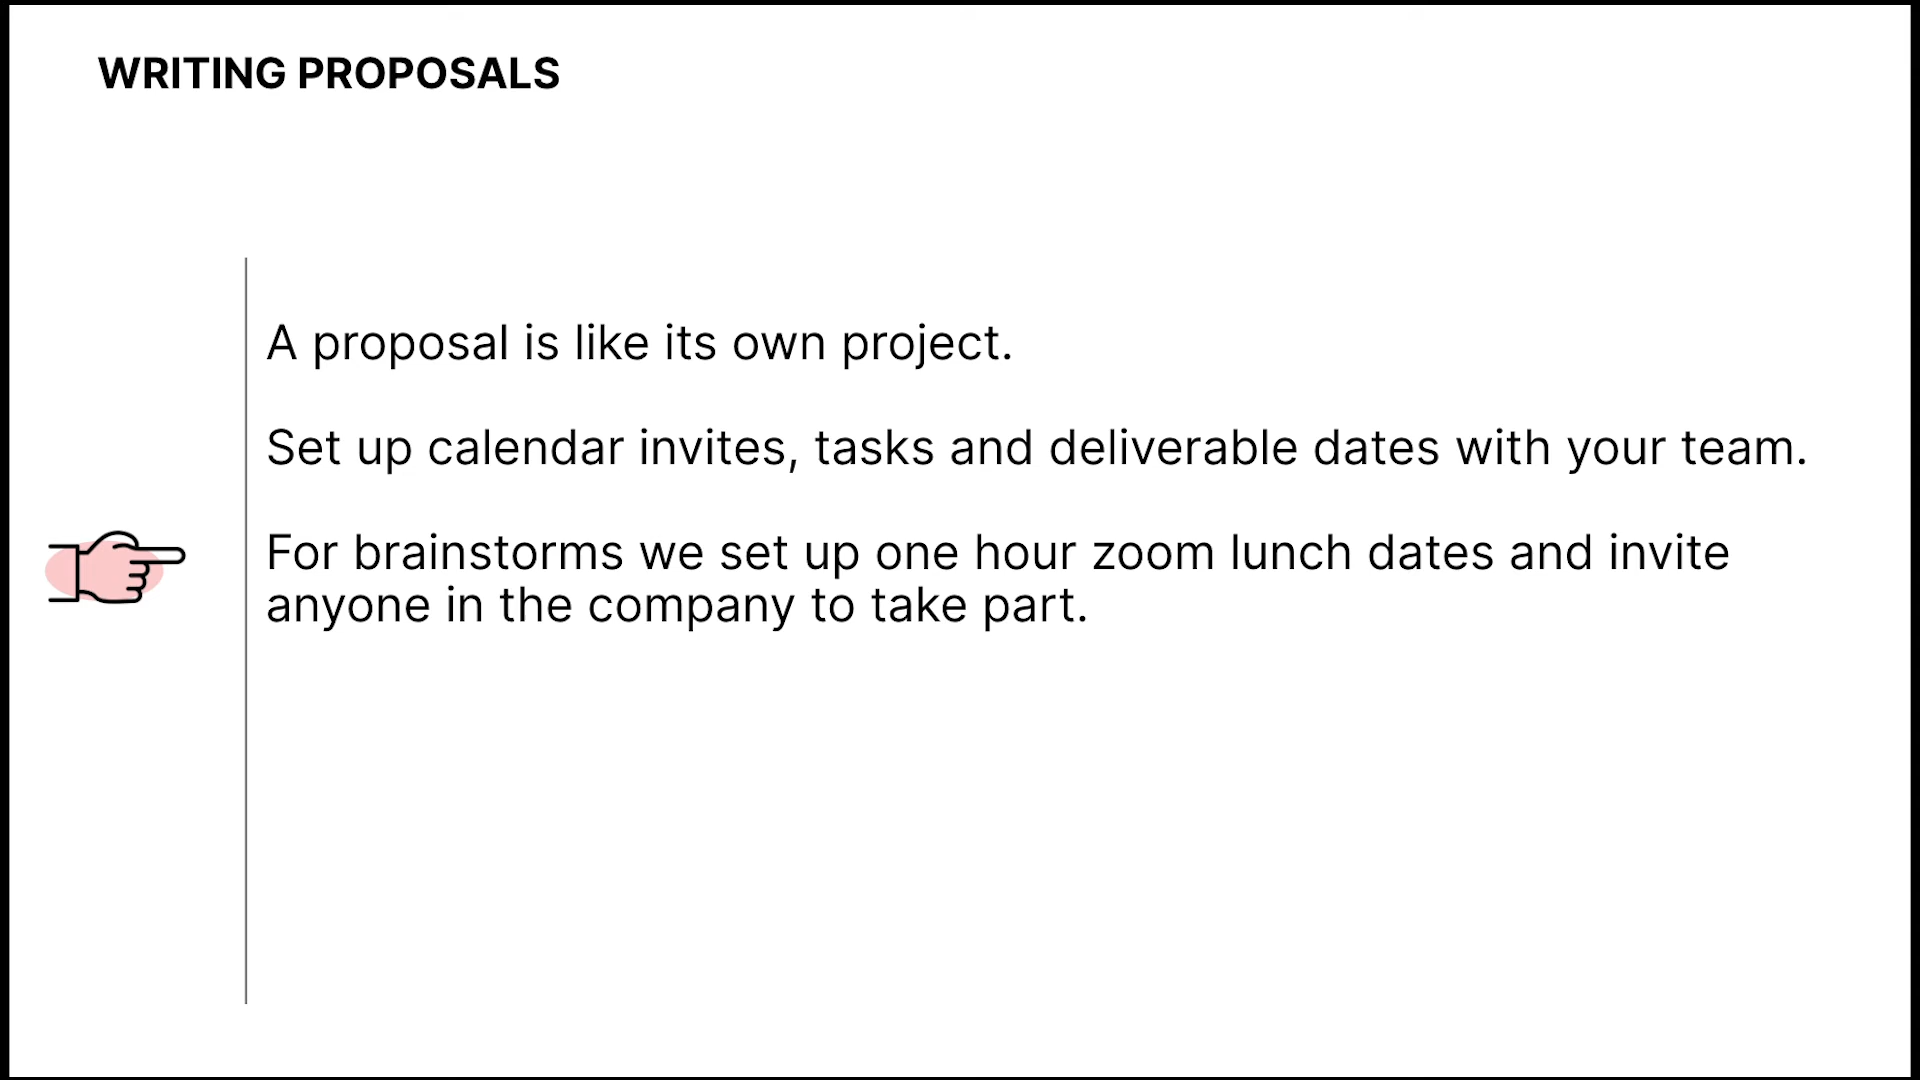 WRITING PROPOSALS
A proposal is like its own project.
Set up calendar invites, tasks and deliverable dates with your team.
For brainstorms we set up one hour zoom lunch dates and invite
anyone in the company to take part.